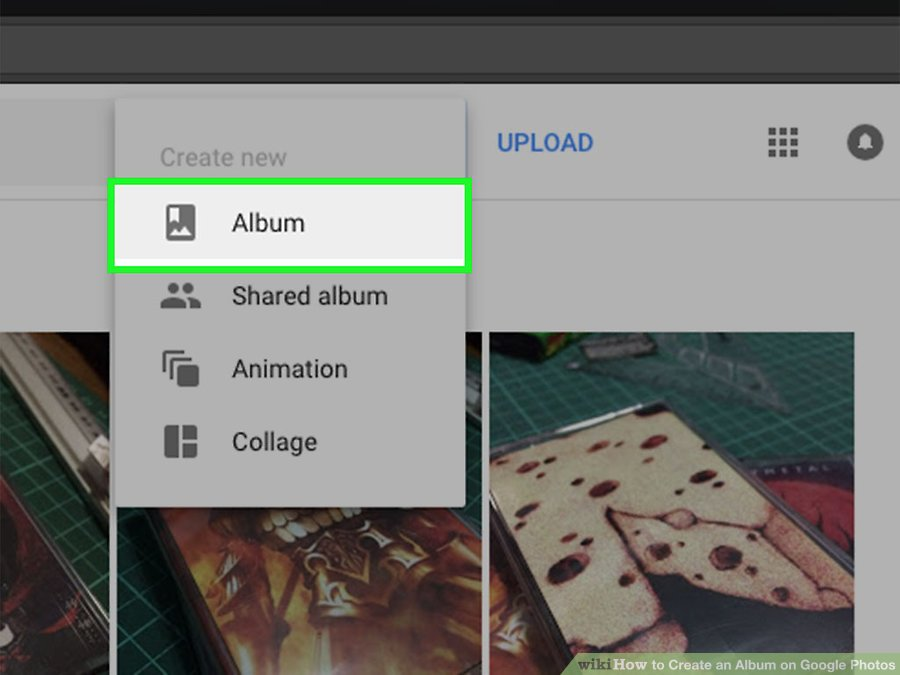 Create new
UPLOAD
Album
Shared album
Animation
Collage
wikiHow to Create an Album on Google Photos